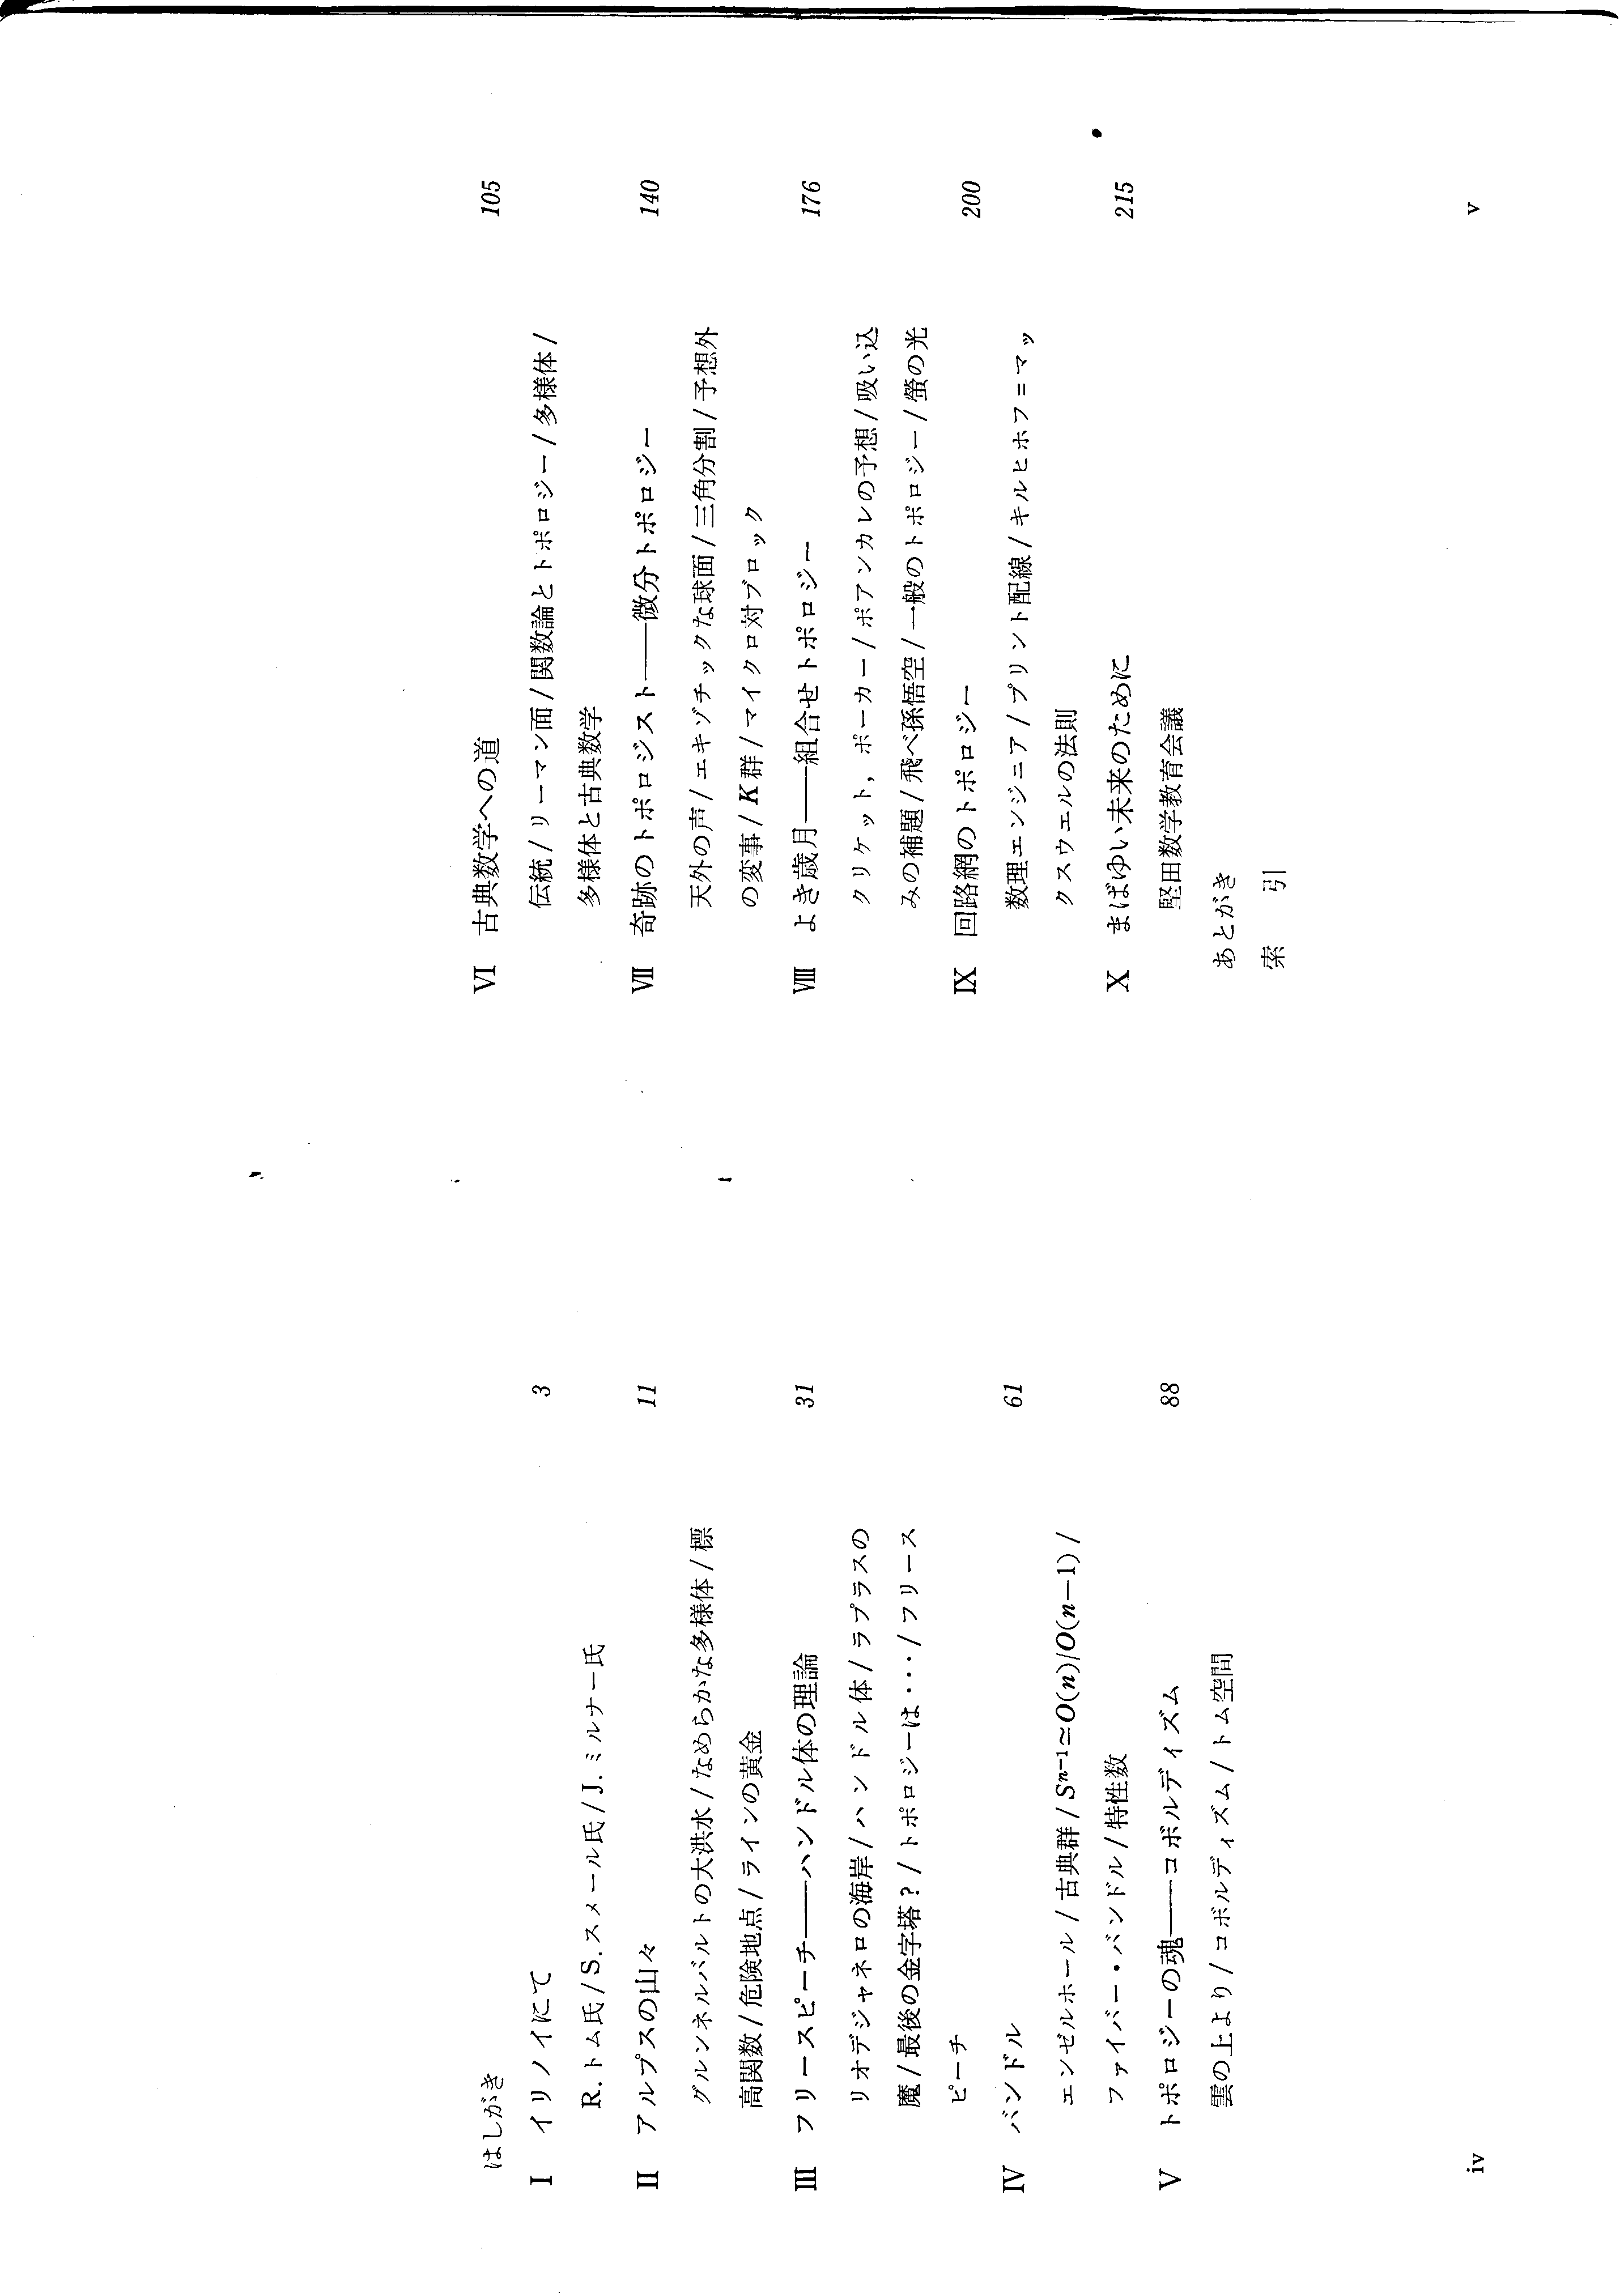 はしがき
I イリノイにて 3
R.トム氏/S.スメール氏/J.ミルナー氏
II アルプスの山々 11
グルンネルバルトの大洪水/なめらかな多様体/標
高関数/危険地点/ラインの黄金
III フリースピーチ――ハンドル体の理論 31
リオデジャネロの海岸/ハンドル体/ラプラスの
魔/最後の金字塔?/トポロジーは・・・/フリース
ピーチ
IV バンドル 61
エンゼルホール/古典群/Sⁿ⁻¹≃O(n)/O(n−1)/
ファイバー・バンドル/特性数
V トポロジーの魂――コボルディズム 88
雲の上より/コボルディズム/トム空間
iv
VI 古典数学への道 105
伝統/リーマン面/関数論とトポロジー/多様体/
多様体と古典数学
VII 奇跡のトポロジスト――微分トポロジー 140
天外の声/エキゾチックな球面/三角分割/予想外
の変事/K群/マイクロ対ブロック
VIII よき歳月――組合せトポロジー 176
クリケット,ポーカー/ポアンカレの予想/吸い込
みの補題/飛べ孫悟空/一般のトポロジー/螢の光
IX 回路網のトポロジー 200
数理エンジニア/プリント配線/キルヒホフ=マッ
クスウエルの法則
X まばゆい未来のために 215
堅田数学教育会議
あとがき
索 引
v